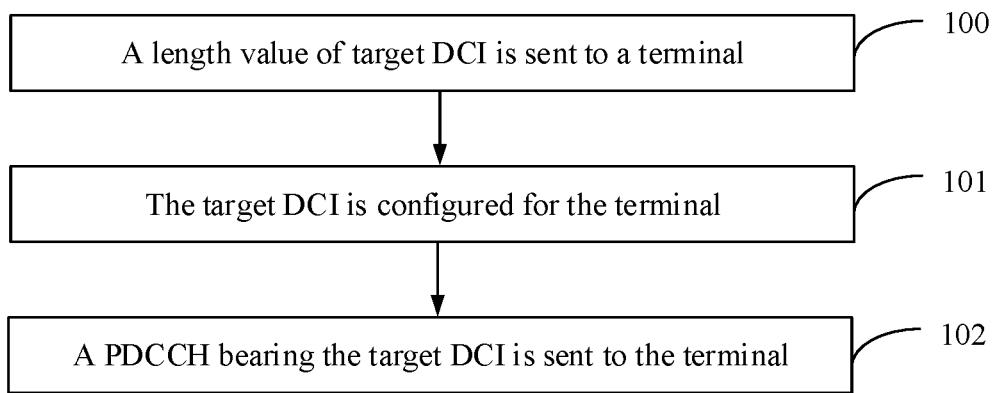 A length value of target DCI is sent to a terminal
100
The target DCI is configured for the terminal
101
A PDCCH bearing the target DCI is sent to the terminal
102